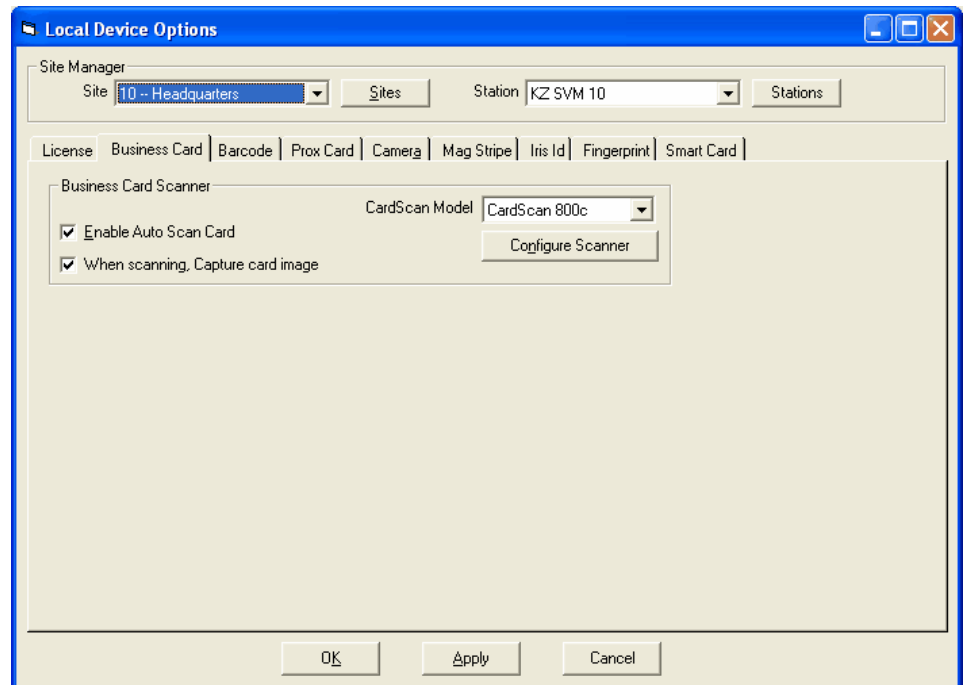 Local Device Options
Site Manager
Site 10 -- Headquarters Sites Station KZ SVM 10 Stations
License Business Card Barcode Prox Card Camera Mag Stripe Iris Id Fingerprint Smart Card
Business Card Scanner
CardScan Model CardScan 800c
Enable Auto Scan Card
Configure Scanner
When scanning, Capture card image
OK Apply Cancel